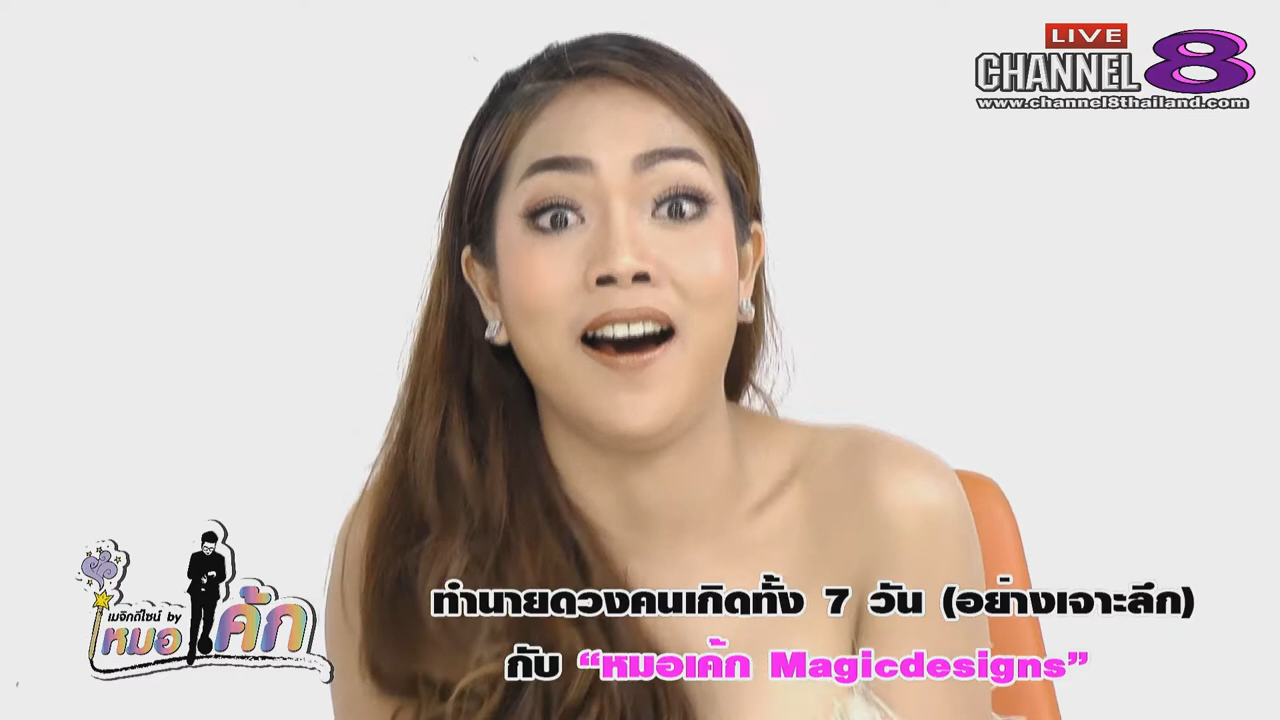 LIVE
CHANNEL 8
www.channel8thailand.com
เมจิกดีไซน์ by
หมอเค้ก
ทำนายดวงคนเกิดทั้ง 7 วัน (อย่างเจาะลึก)
กับ “หมอเค้ก Magicdesigns”